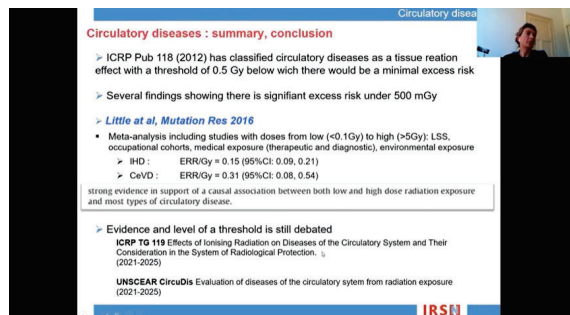 Circulatory disea
Circulatory diseases : summary, conclusion
➢ ICRP Pub 118 (2012) has classified circulatory diseases as a tissue reation
effect with a threshold of 0.5 Gy below wich there would be a minimal excess risk
➢ Several findings showing there is signifiant excess risk under 500 mGy
➢ Little at al, Mutation Res 2016
▪ Meta-analysis including studies with doses from low (<0.1Gy) to high (>5Gy): LSS,
occupational cohorts, medical exposure (therapeutic and diagnostic), environmental exposure
➢ IHD : ERR/Gy = 0.15 (95%CI: 0.09, 0.21)
➢ CeVD : ERR/Gy = 0.31 (95%CI: 0.08, 0.54)
strong evidence in support of a causal association between both low and high dose radiation exposure
and most types of circulatory disease.
➢ Evidence and level of a threshold is still debated
ICRP TG 119 Effects of Ionising Radiation on Diseases of the Circulatory System and Their
Consideration in the System of Radiological Protection.
(2021-2025)
UNSCEAR CircuDis Evaluation of diseases of the circulatory sytem from radiation exposure
(2021-2025)
IRSN